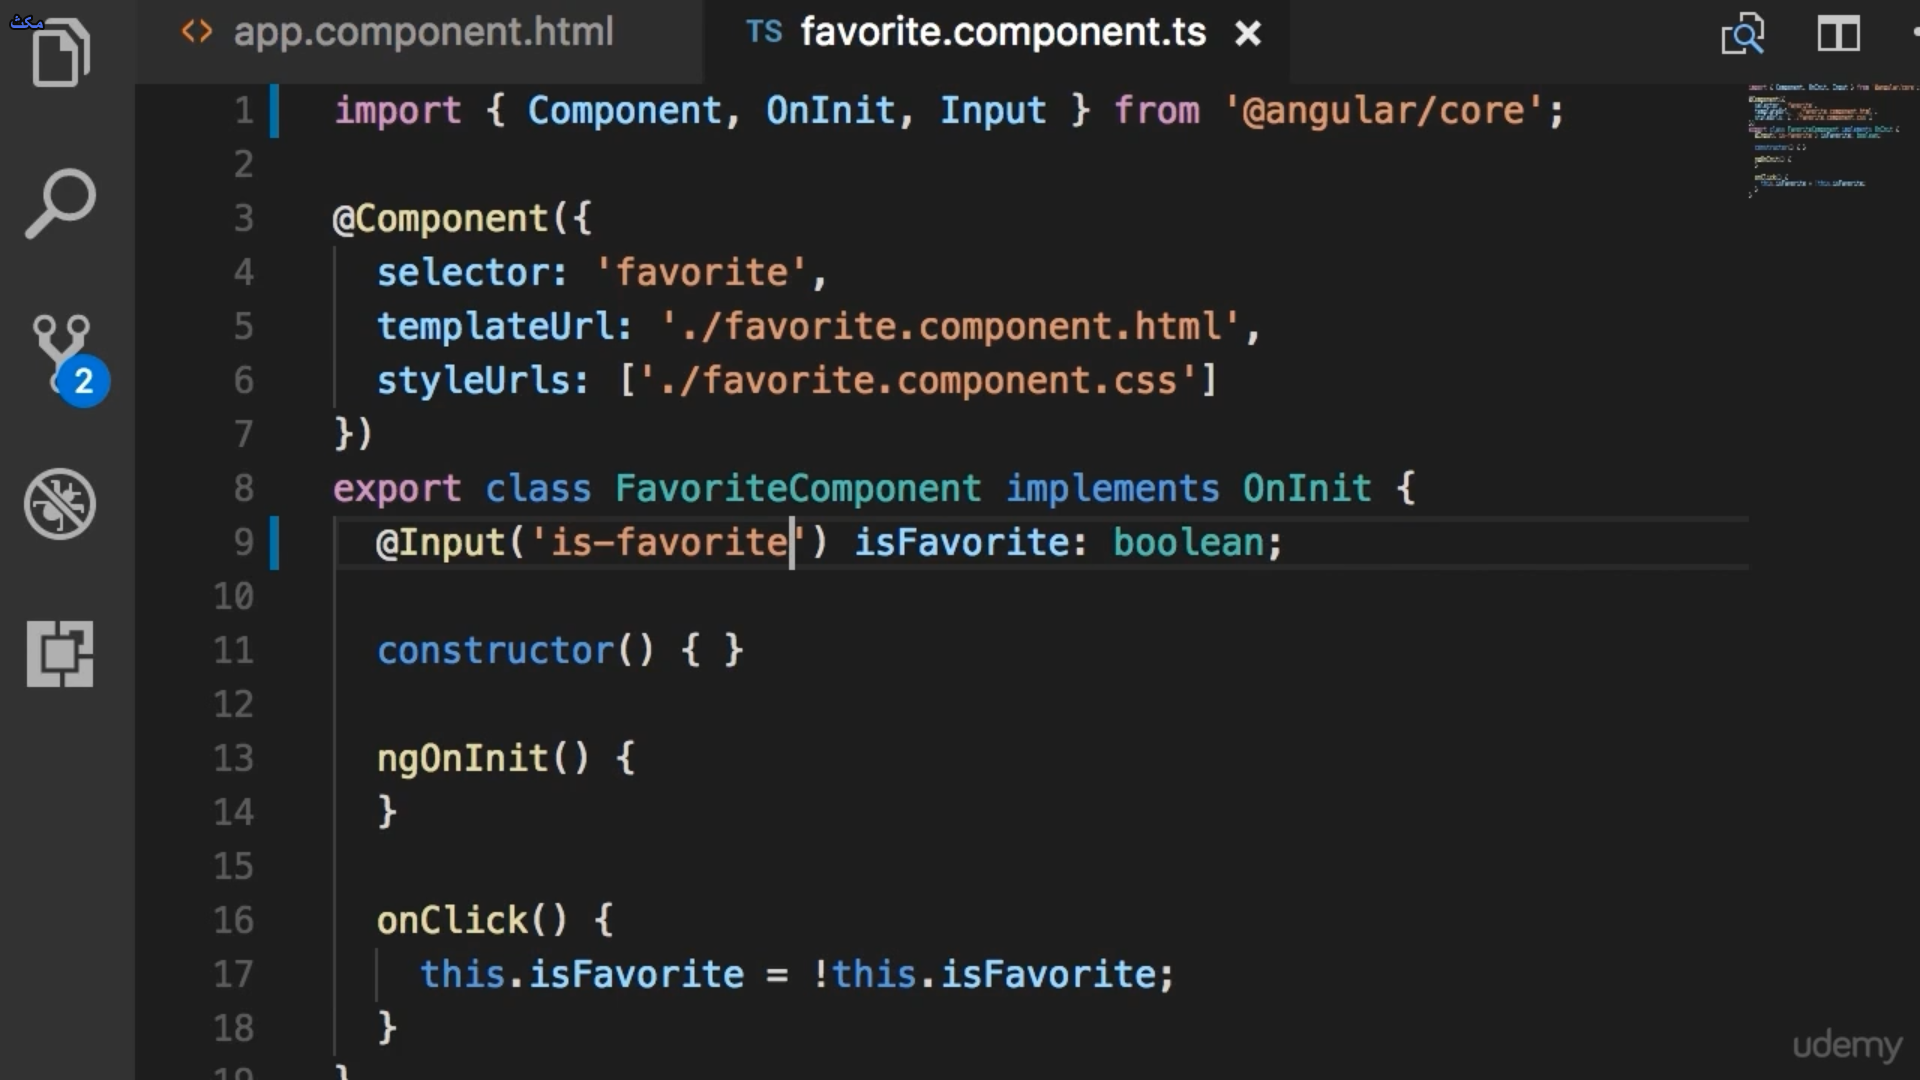 مكث
<> app.component.html
TS favorite.component.ts ×
1 import { Component, OnInit, Input } from '@angular/core';
2
3 @Component({
4 selector: 'favorite',
5 templateUrl: './favorite.component.html',
6 styleUrls: ['./favorite.component.css']
7 })
8 export class FavoriteComponent implements OnInit {
9 @Input('is-favorite') isFavorite: boolean;
10
11 constructor() { }
12
13 ngOnInit() {
14 }
15
16 onClick() {
17 this.isFavorite = !this.isFavorite;
18 }
19 }
2
udemy